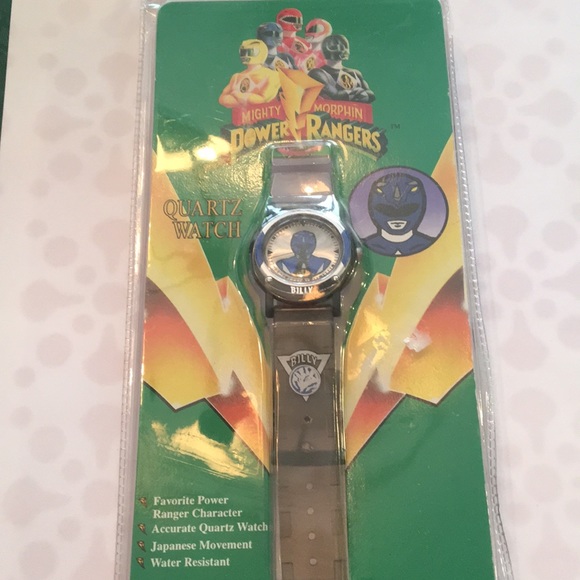 MIGHTY MORPHIN
POWER RANGERS
TM
QUARTZ
WATCH
BILLY
BILLY
Favorite Power
Ranger Character
Accurate Quartz Watch
Japanese Movement
Water Resistant